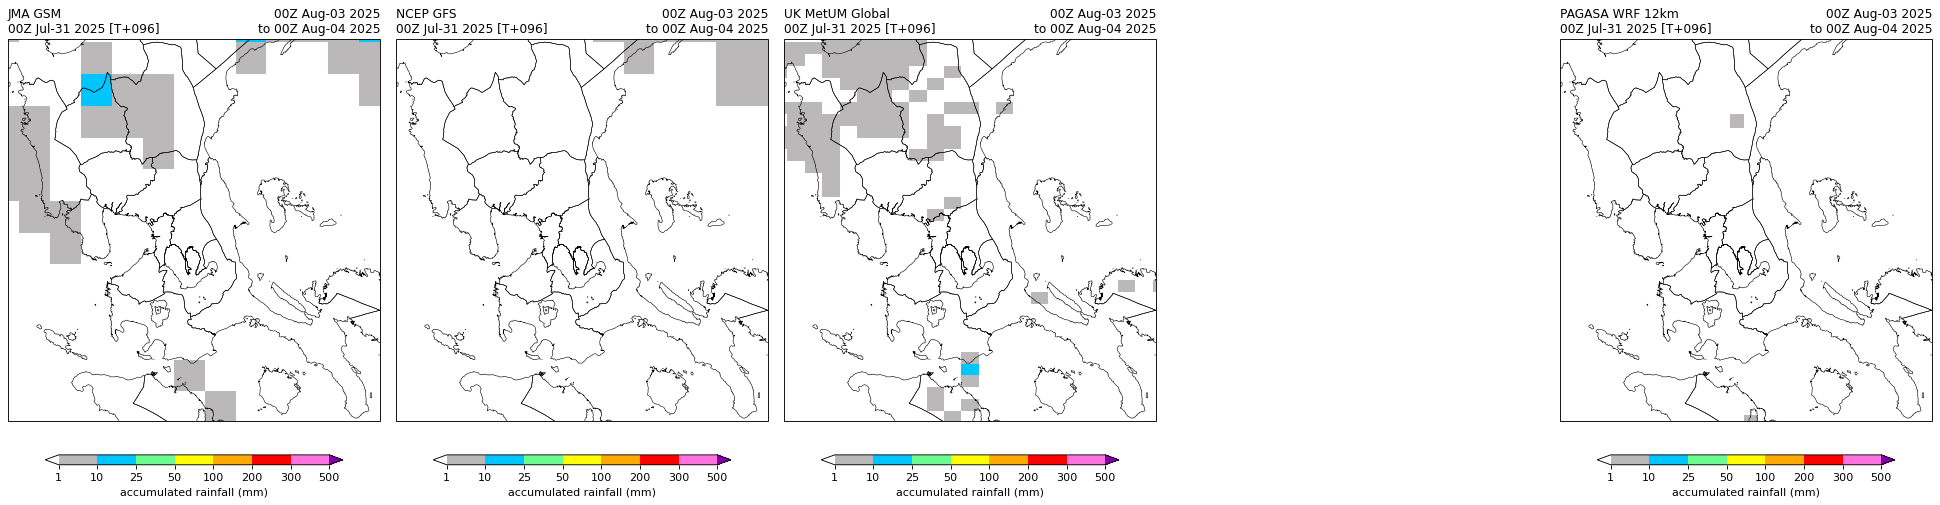 JMA GSM 00Z Aug-03 2025
00Z Jul-31 2025 [T+096] to 00Z Aug-04 2025
1 10 25 50 100 200 300 500
accumulated rainfall (mm)
NCEP GFS 00Z Aug-03 2025
00Z Jul-31 2025 [T+096] to 00Z Aug-04 2025
1 10 25 50 100 200 300 500
accumulated rainfall (mm)
UK MetUM Global 00Z Aug-03 2025
00Z Jul-31 2025 [T+096] to 00Z Aug-04 2025
1 10 25 50 100 200 300 500
accumulated rainfall (mm)
PAGASA WRF 12km 00Z Aug-03 2025
00Z Jul-31 2025 [T+096] to 00Z Aug-04 2025
1 10 25 50 100 200 300 500
accumulated rainfall (mm)